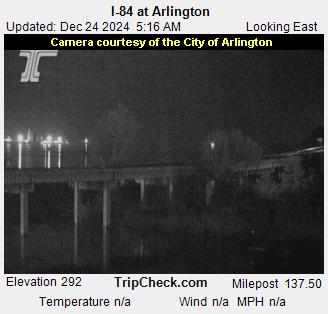 I-84 at Arlington
Updated: Dec 24 2024 5:16 AM Looking East
Camera courtesy of the City of Arlington
Elevation 292 TripCheck.com Milepost 137.50
Temperature n/a Wind n/a MPH n/a